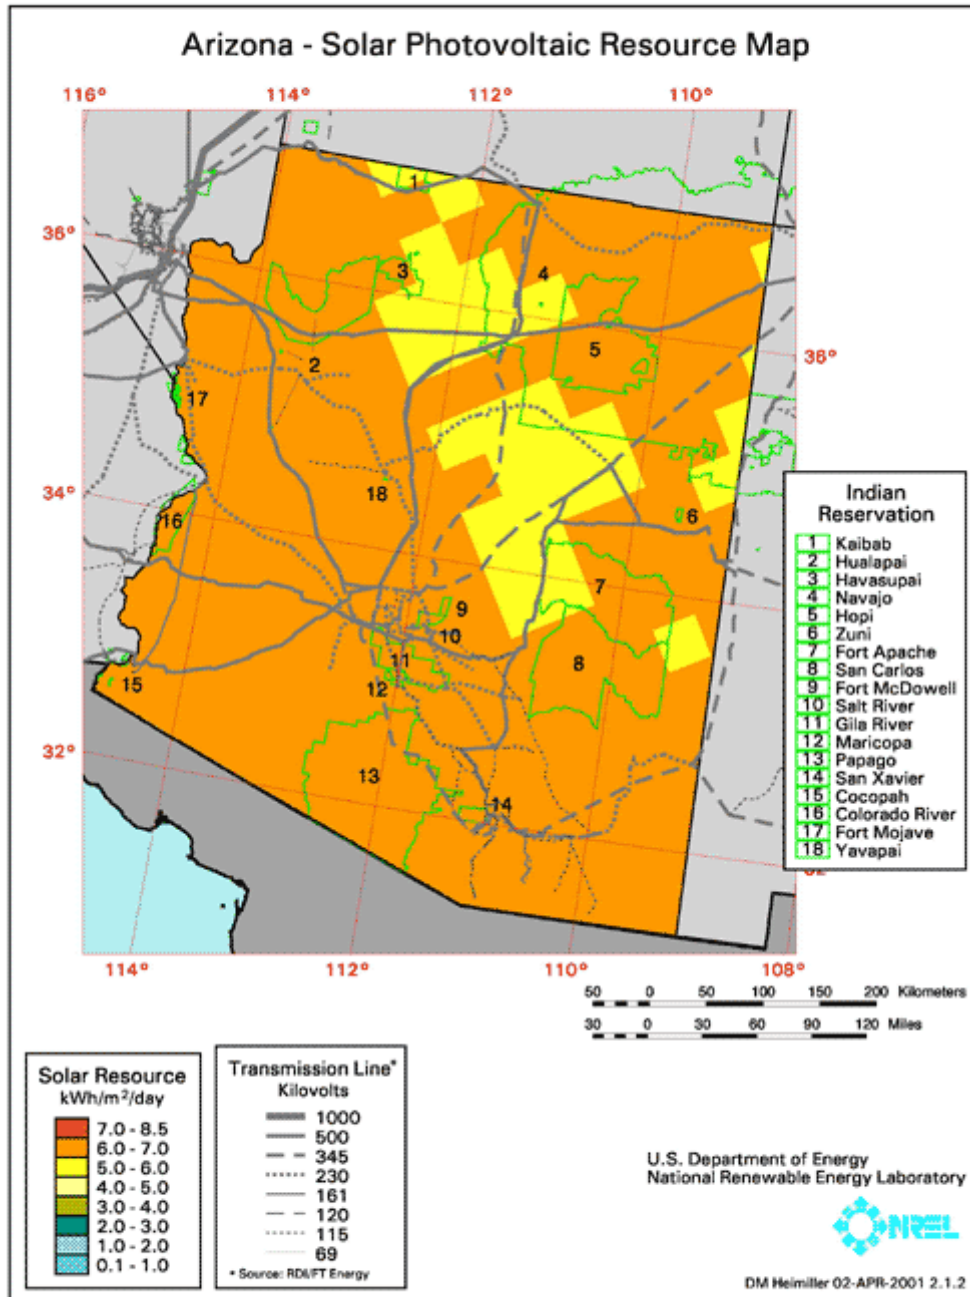 Arizona - Solar Photovoltaic Resource Map
116°
114°
112°
110°
36°
38°
34°
32°
114°
112°
110°
108°
1
2
3
4
5
6
7
8
9
10
11
12
13
14
15
16
17
18
Indian
Reservation
1 Kaibab
2 Hualapai
3 Havasupai
4 Navajo
5 Hopi
6 Zuni
7 Fort Apache
8 San Carlos
9 Fort McDowell
10 Salt River
11 Gila River
12 Maricopa
13 Papago
14 San Xavier
15 Cocopah
16 Colorado River
17 Fort Mojave
18 Yavapai
50 0 50 100 150 200 Kilometers
30 0 30 60 90 120 Miles
Solar Resource
kWh/m²/day
7.0 - 8.5
6.0 - 7.0
5.0 - 6.0
4.0 - 5.0
3.0 - 4.0
2.0 - 3.0
1.0 - 2.0
0.1 - 1.0
Transmission Line*
Kilovolts
1000
500
345
230
161
120
115
69
* Source: RDI/FT Energy
U.S. Department of Energy
National Renewable Energy Laboratory
NREL
DM Heimiller 02-APR-2001 2.1.2